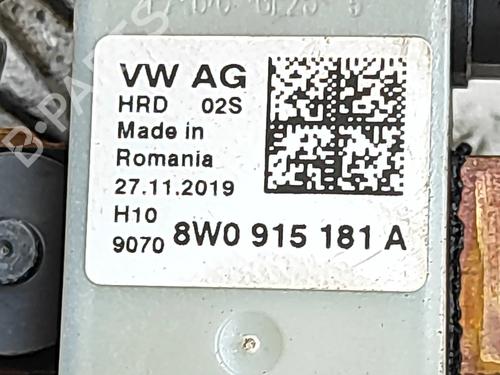 VW AG
HRD 02S
Made in
Romania
27.11.2019
H10
9070 8W0 915 181 A